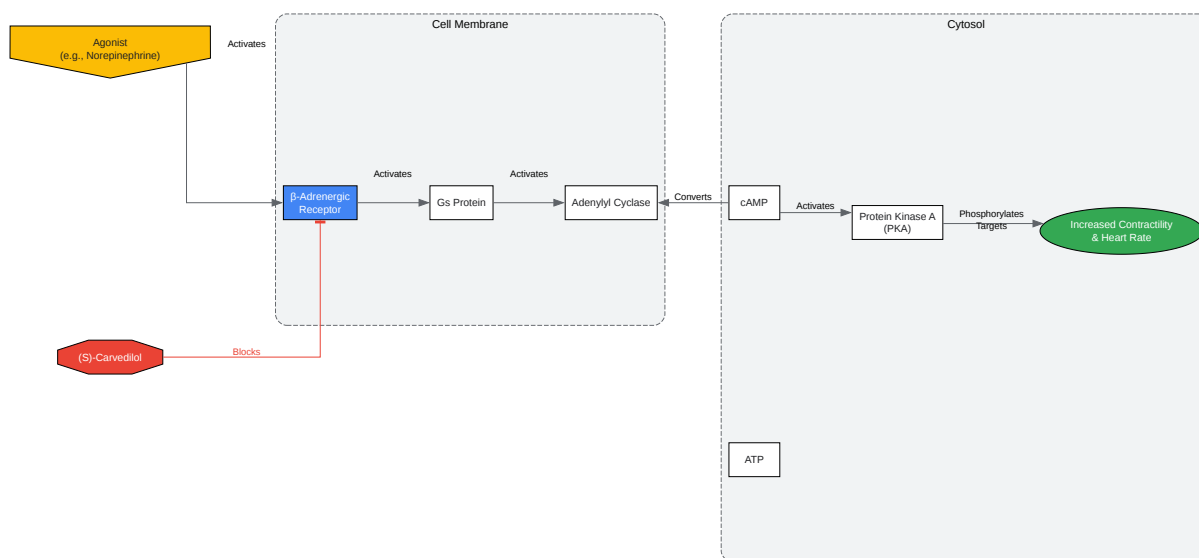 Cell Membrane
Cytosol
Agonist
(e.g., Norepinephrine)
Activates
β-Adrenergic
Receptor
Activates
Gs Protein
Activates
Adenylyl Cyclase
Converts
cAMP
Activates
Protein Kinase A
(PKA)
Phosphorylates
Targets
Increased Contractility
& Heart Rate
(S)-Carvedilol
Blocks
ATP